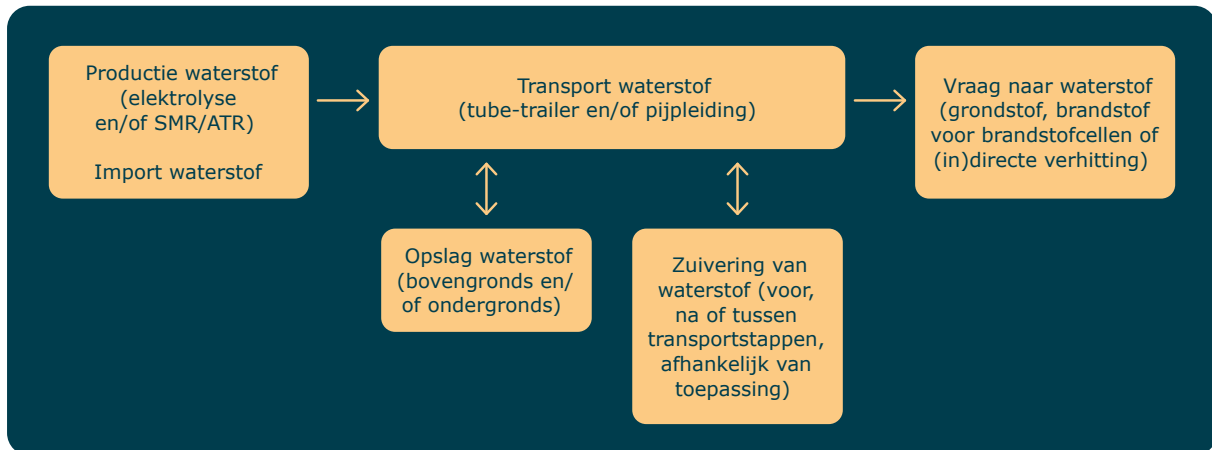 Productie waterstof
(elektrolyse
en/of SMR/ATR)
Import waterstof
Transport waterstof
(tube-trailer en/of pijpleiding)
Vraag naar waterstof
(grondstof, brandstof
voor brandstofcellen of
(in)directe verhitting)
Opslag waterstof
(bovengronds en/
of ondergronds)
Zuivering van
waterstof (voor,
na of tussen
transportstappen,
afhankelijk van
toepassing)